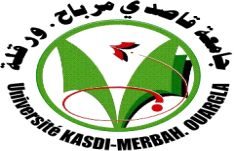 جامعة قاصدي مرباح . ورقلة
Université KASDI-MERBAH. OUARGLA